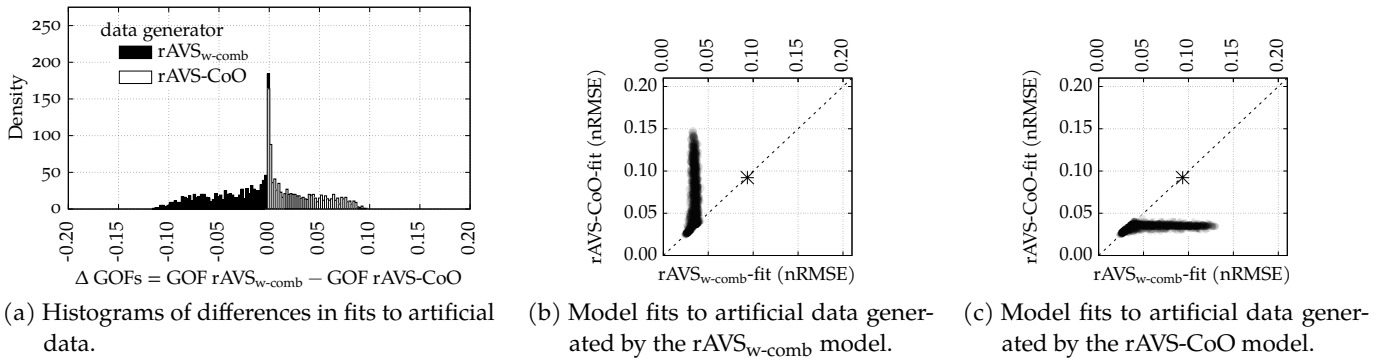 250
200
150
100
50
0
Density
data generator
rAVSw-comb
rAVS-CoO
-0.20
-0.15
-0.10
-0.05
0.00
0.05
0.10
0.15
0.20
Δ GOFs = GOF rAVSw-comb − GOF rAVS-CoO
(a) Histograms of differences in fits to artificial
data.
0.00
0.05
0.10
0.15
0.20
rAVS-CoO-fit (nRMSE)
0.20
0.15
0.10
0.05
0.00
rAVSw-comb-fit (nRMSE)
(b) Model fits to artificial data gener-
ated by the rAVSw-comb model.
0.00
0.05
0.10
0.15
0.20
rAVS-CoO-fit (nRMSE)
0.20
0.15
0.10
0.05
0.00
rAVSw-comb-fit (nRMSE)
(c) Model fits to artificial data gener-
ated by the rAVS-CoO model.